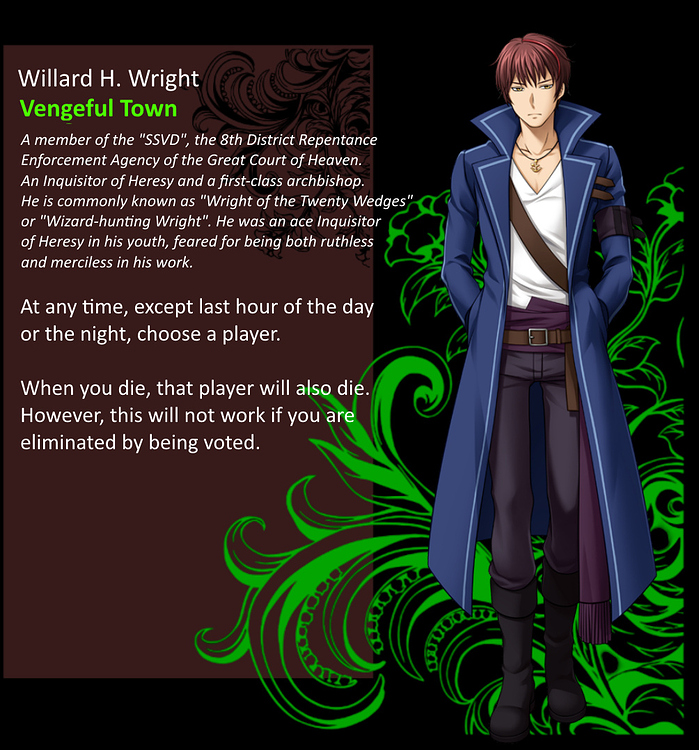 Willard H. Wright
Vengeful Town
A member of the "SSVD", the 8th District Repentance
Enforcement Agency of the Great Court of Heaven.
An Inquisitor of Heresy and a first-class archbishop.
He is commonly known as "Wright of the Twenty Wedges"
or "Wizard-hunting Wright". He was an ace Inquisitor
of Heresy in his youth, feared for being both ruthless
and merciless in his work.
At any time, except last hour of the day
or the night, choose a player.
When you die, that player will also die.
However, this will not work if you are
eliminated by being voted.